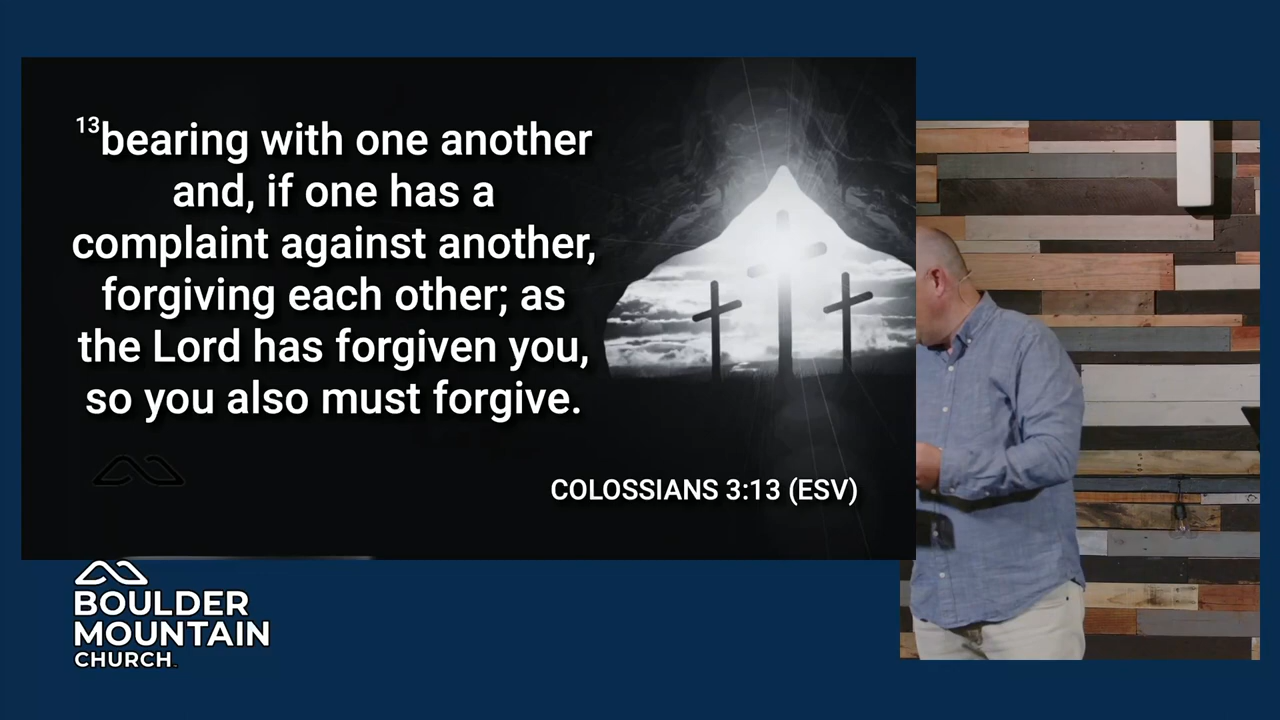 13bearing with one another
and, if one has a
complaint against another,
forgiving each other; as
the Lord has forgiven you,
so you also must forgive.
COLOSSIANS 3:13 (ESV)
BOULDER
MOUNTAIN
CHURCH.